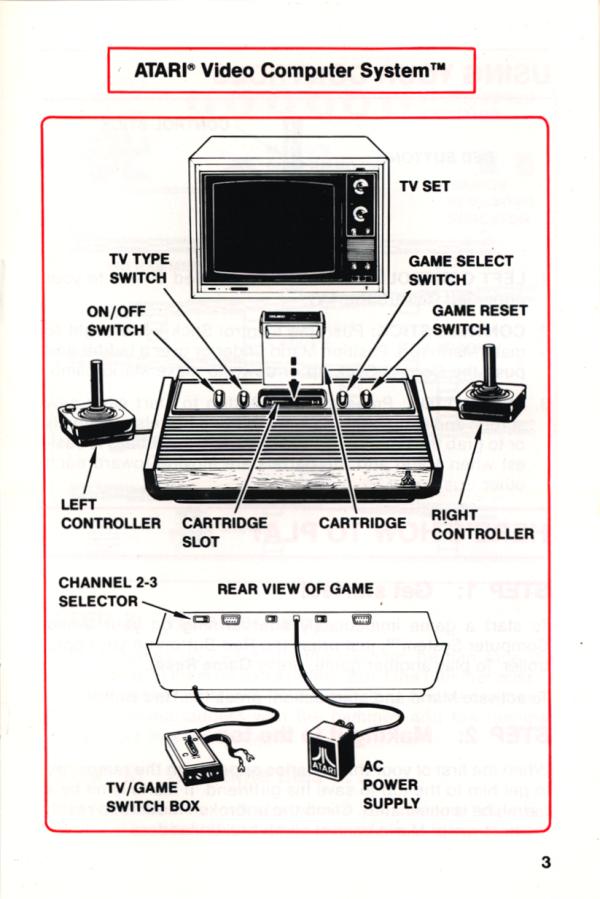 ATARI® Video Computer System™
TV SET
TV TYPE
SWITCH
GAME SELECT
SWITCH
ON/OFF
SWITCH
GAME RESET
SWITCH
LEFT
CONTROLLER
CARTRIDGE
SLOT
CARTRIDGE
RIGHT
CONTROLLER
CHANNEL 2-3
SELECTOR
REAR VIEW OF GAME
ATARI
TV/GAME
SWITCH BOX
AC
POWER
SUPPLY
3